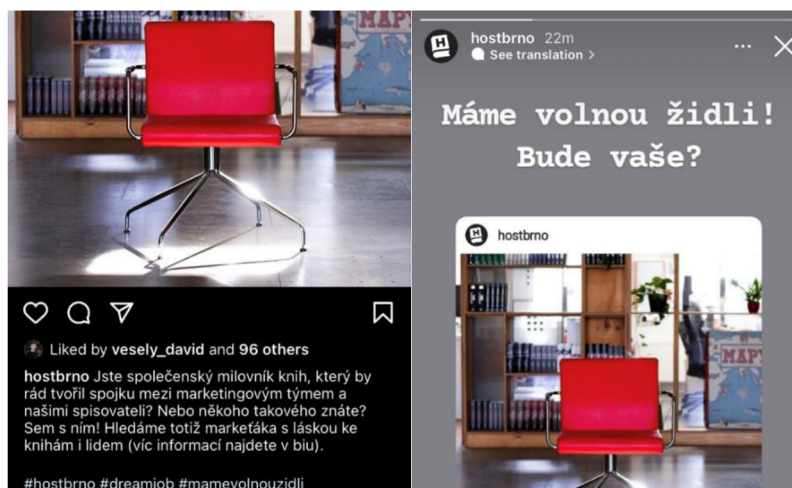 MAPY
Liked by vesely_david and 96 others
hostbrno Jste společenský milovník knih, který by
rád tvořil spojku mezi marketingovým týmem a
našimi spisovateli? Nebo někoho takového znáte?
Sem s ním! Hledáme totiž markeťáka s láskou ke
knihám i lidem (víc informací najdete v biu).
#hostbrno #dreamjob #mamevolnouzidli
H
hostbrno 22m
See translation >
Máme volnou židli!
Bude vaše?
H
hostbrno
MAPY